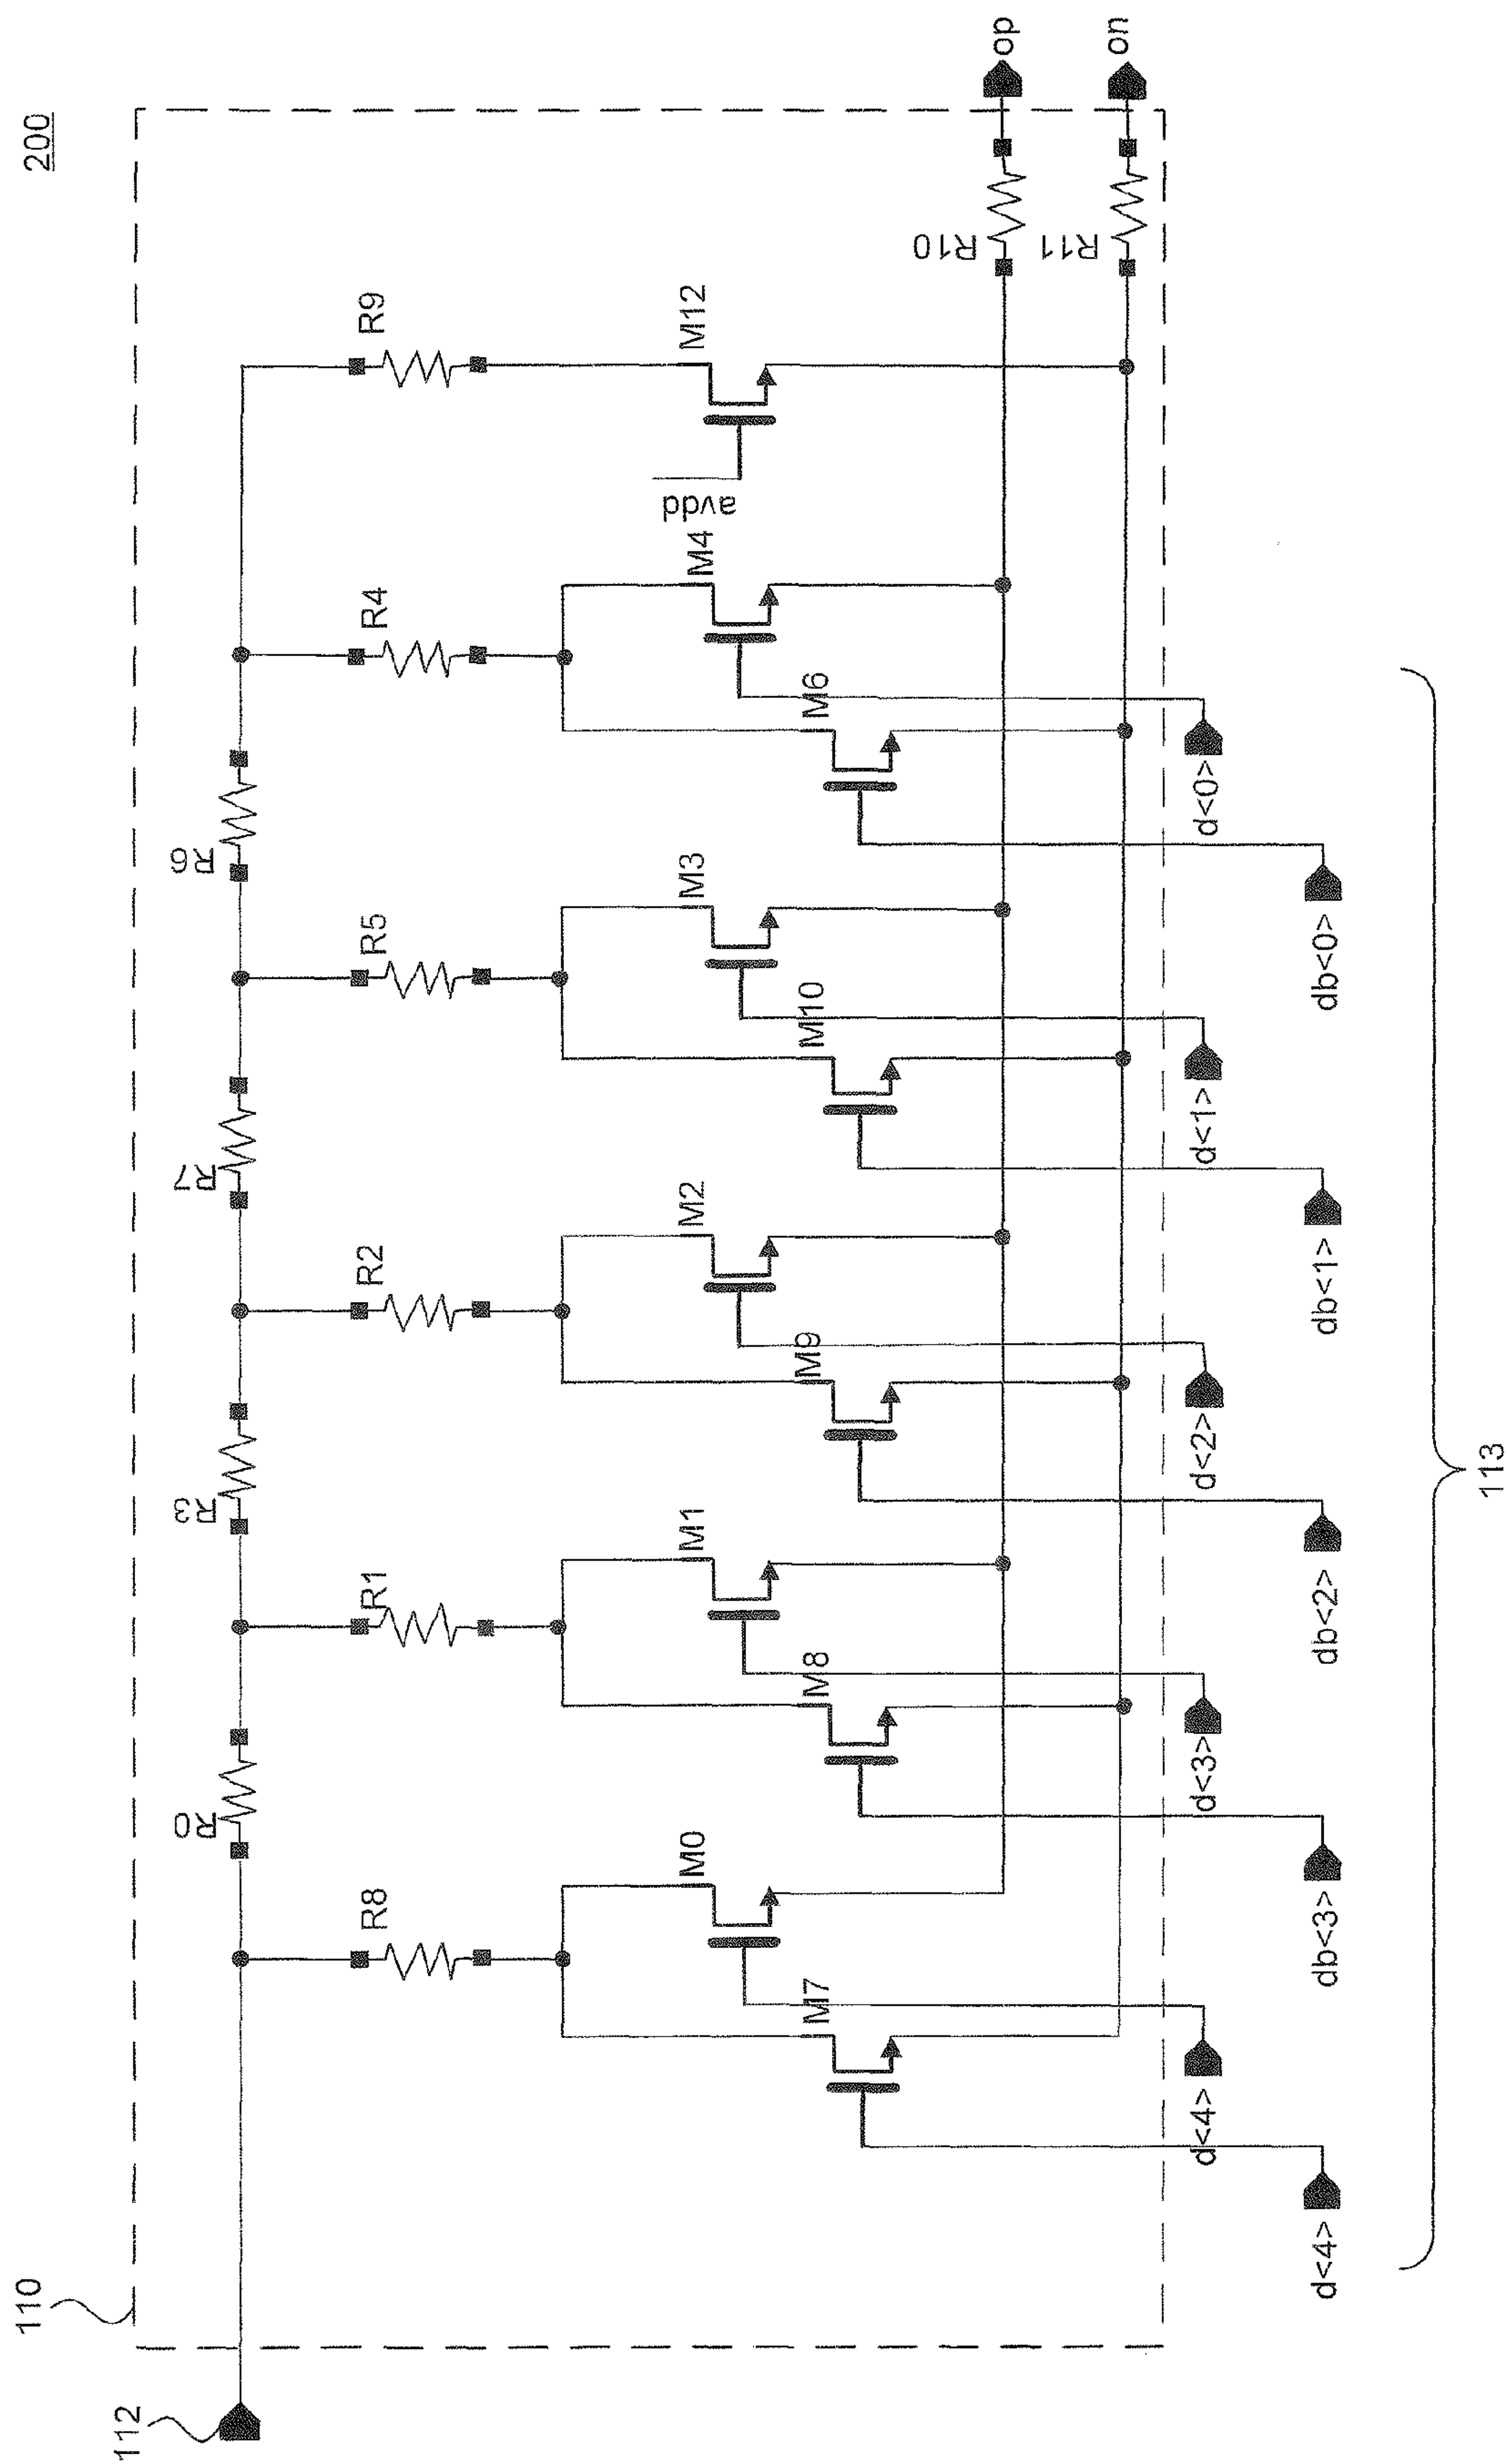 200
110
112
R8
R0
R1
R3
R2
R7
R5
R6
R4
R9
M0
M7
M1
M8
M2
M9
M3
M10
M4
M6
M12
avdd
R10
R11
op
on
d<4>
d<3>
d<2>
d<1>
d<0>
d<4>
db<3>
db<2>
db<1>
db<0>
113